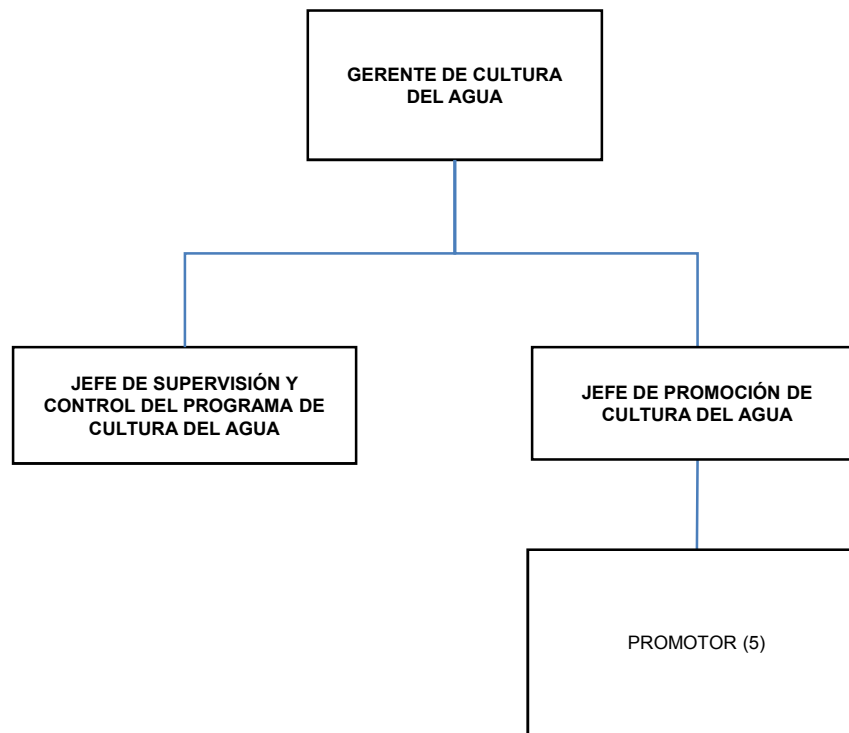 GERENTE DE CULTURA
DEL AGUA
JEFE DE SUPERVISIÓN Y
CONTROL DEL PROGRAMA DE
CULTURA DEL AGUA
JEFE DE PROMOCIÓN DE
CULTURA DEL AGUA
PROMOTOR (5)